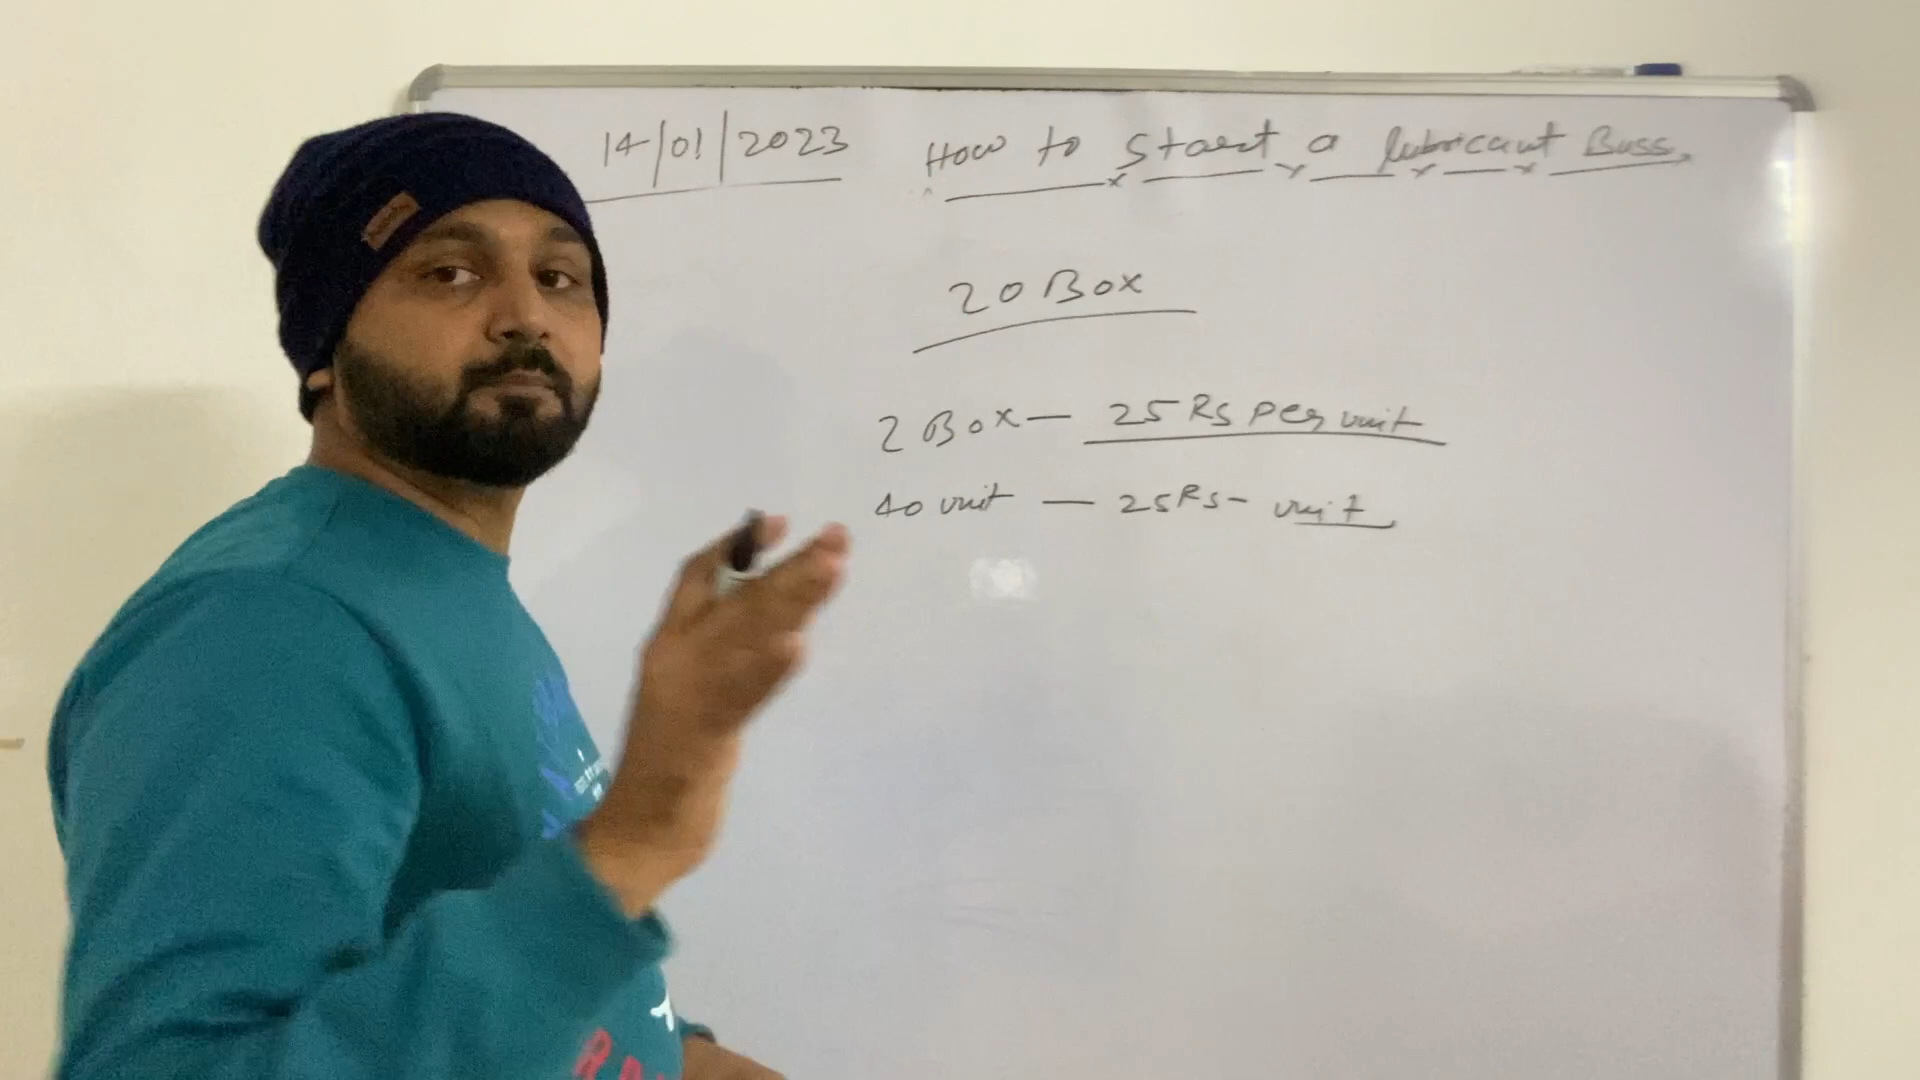 14/01/2023 How to Start a lubricant Buss,
20 Box
2 Box — 25 Rs Per unit
40 unit — 25 Rs - unit